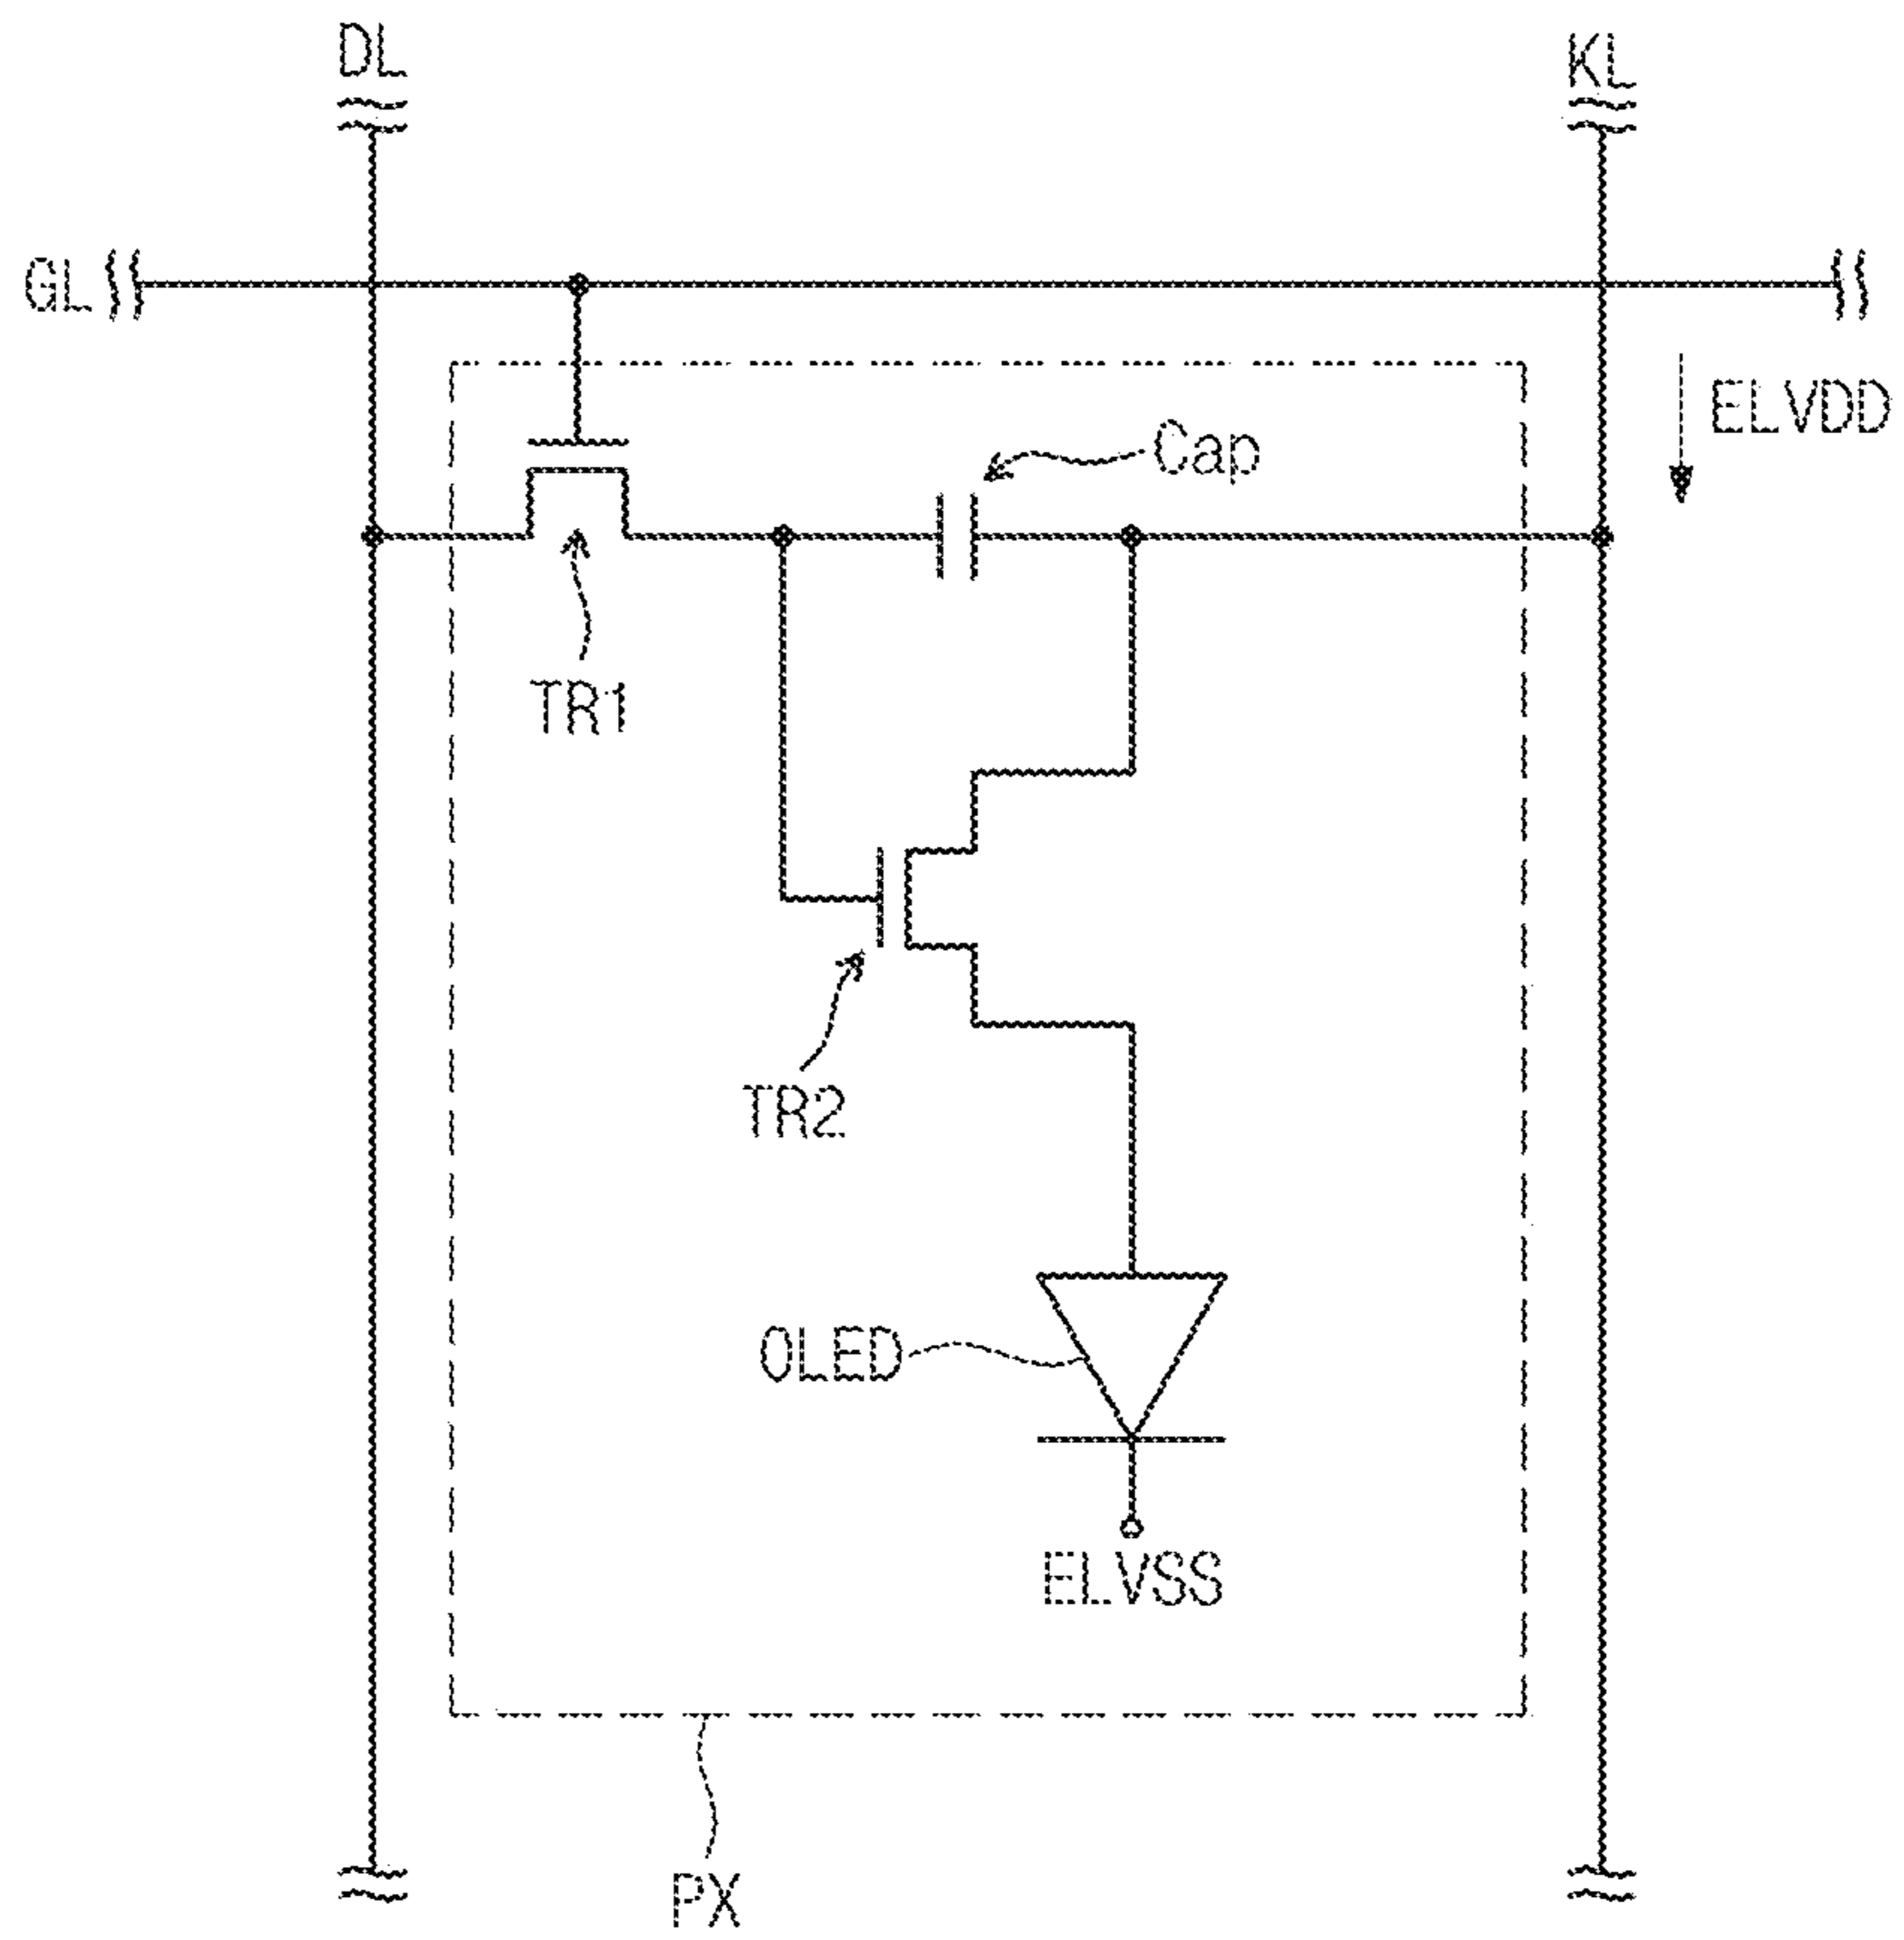 DL
KL
GL
ELVDD
Cap
TR1
TR2
OLED
ELVSS
PX